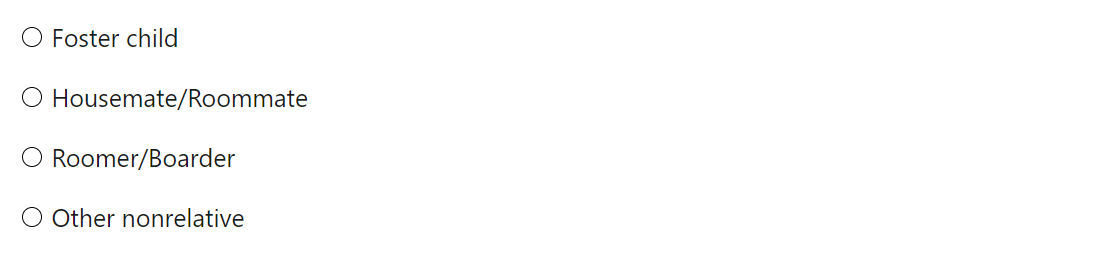 Foster child
Housemate/Roommate
Roomer/Boarder
Other nonrelative